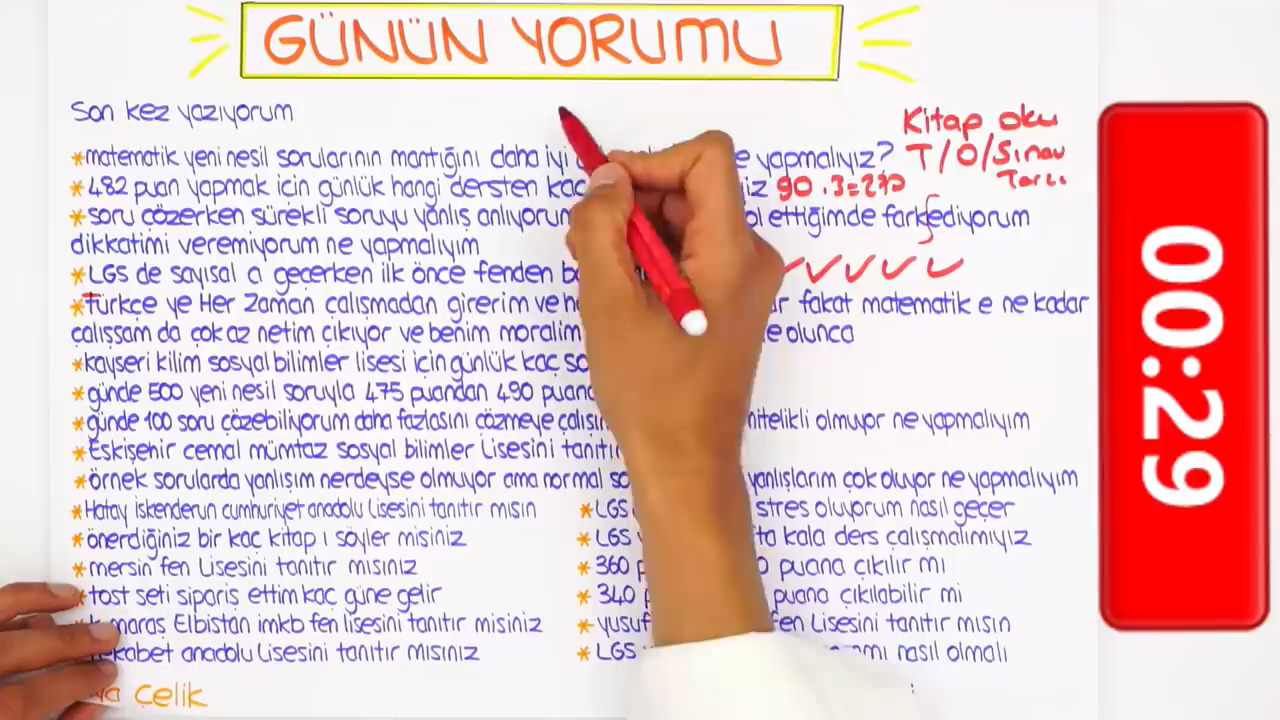 GÜNÜN YORUMU
Son kez yazıyorum
Kitap oku
T/O/Sınav
Tarzı
*matematik yeni nesil sorularının mantığını daha iyi yapmalıyız?
*482 puan yapmak için günlük hangi dersten kaç 90.3=270
*soru çözerken sürekli soruyu yanlış anlıyorum ettiğimde farkediyorum
dikkatimi veremiyorum ne yapmalıyım
*LGS de sayısal a geçerken ilk önce fenden
*Türkçe ye Her Zaman çalışmadan girerim ve fakat matematik e ne kadar
çalışsam da çok az netim çıkıyor ve benim moralim olunca
*kayseri kilim sosyal bilimler lisesi için günlük kaç
*günde 500 yeni nesil soruyla 475 puandan 490
*günde 100 soru çözebiliyorum daha fazlasını çözmeye nitelikli olmuyor ne yapmalıyım
*Eskişehir cemal mümtaz sosyal bilimler Lisesini
*örnek sorularda yanlışım nerdeyse olmuyor ama normal yanlışlarım çok oluyor ne yapmalıyım
*Hatay iskenderun cumhuriyet anadolu Lisesini tanıtır mısın
*LGS stres oluyorum nasıl geçer
*önerdiğiniz bir kaç kitap ı söyler misiniz
*LGS kala ders çalışmalımıyız
*mersin fen Lisesini tanıtır mısınız
*360 puana çıkılır mı
*tost seti sipariş ettim kaç güne gelir
*340 puana çıkılabilir mi
maraş Elbistan imkb fen lisesini tanıtır misiniz
*yusuf fen Lisesini tanıtır mısın
anadolu Lisesini tanıtır mısınız
*LGS nasıl olmalı
Çelik
00:29